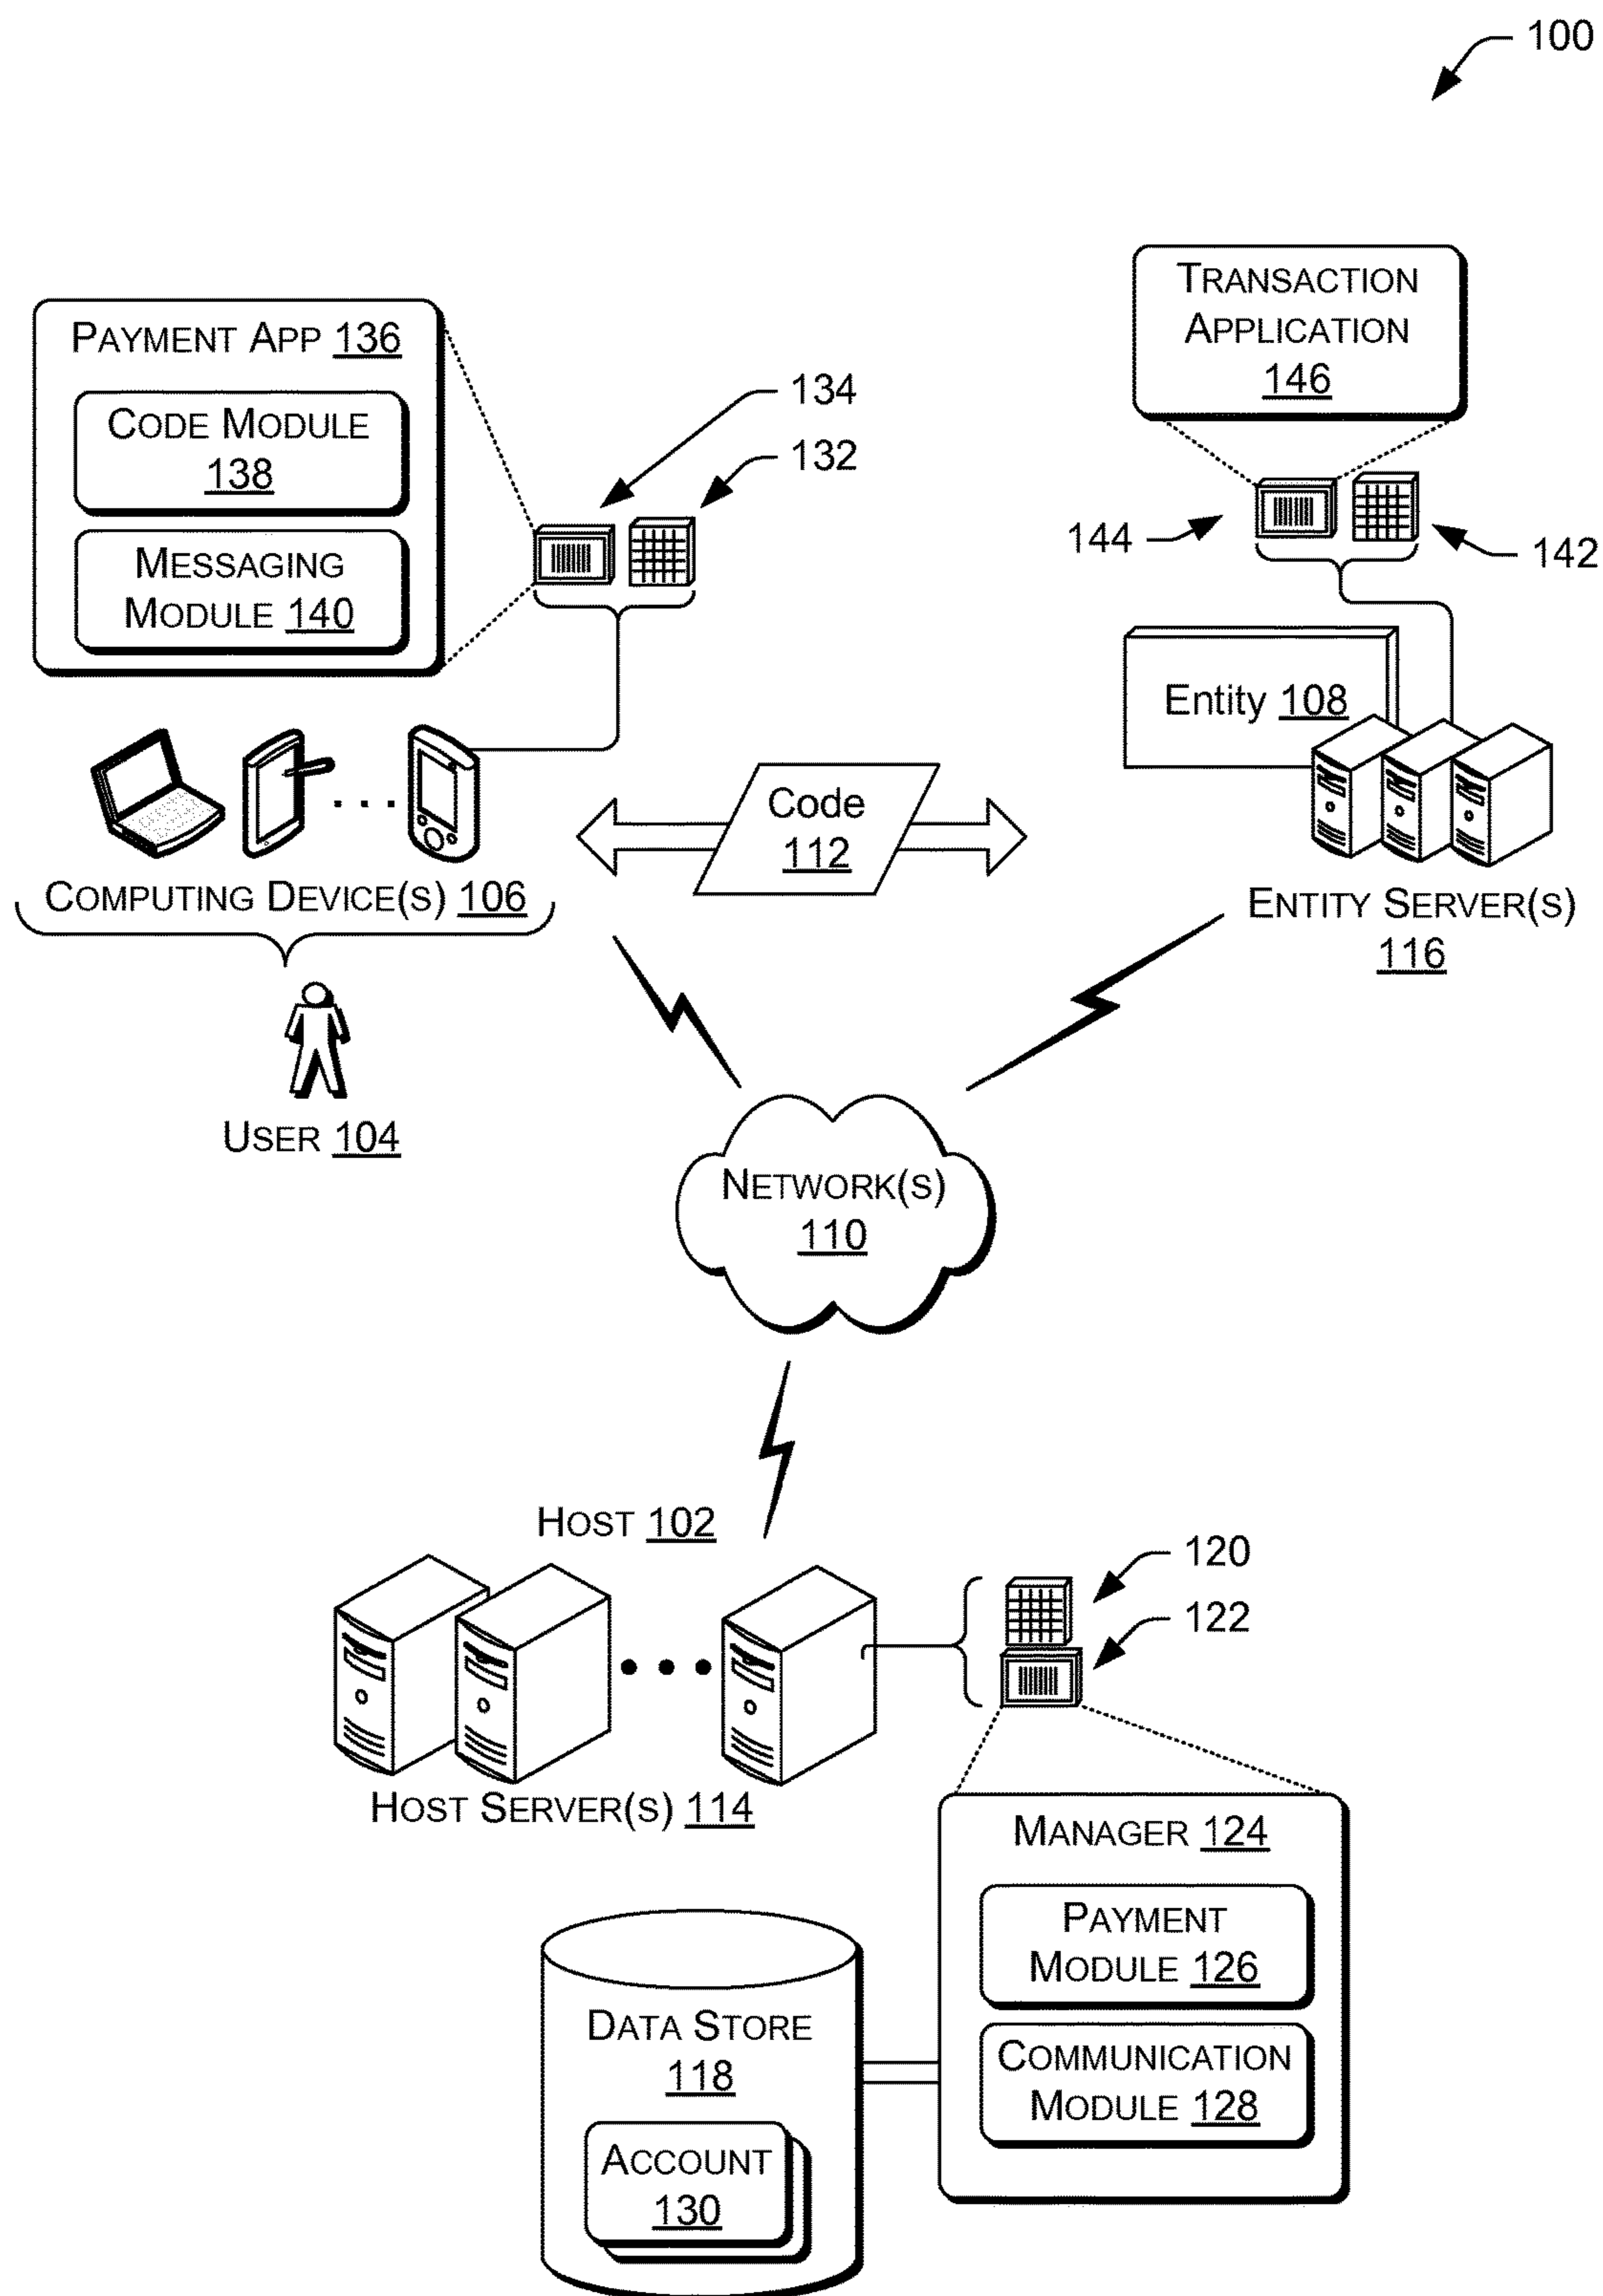 100
TRANSACTION
APPLICATION
146
PAYMENT APP 136
CODE MODULE
138
MESSAGING
MODULE 140
134
132
144
142
Entity 108
Code
112
COMPUTING DEVICE(S) 106
ENTITY SERVER(S)
116
USER 104
NETWORK(S)
110
HOST 102
120
122
HOST SERVER(S) 114
MANAGER 124
PAYMENT
MODULE 126
COMMUNICATION
MODULE 128
DATA STORE
118
ACCOUNT
130